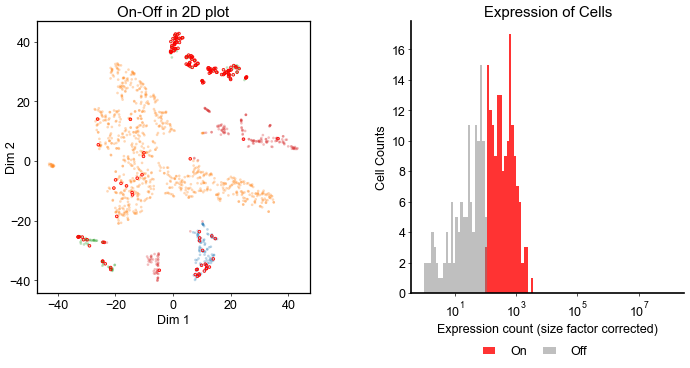 On-Off in 2D plot
40
20
0
−20
−40
Dim 2
−40 −20 0 20 40
Dim 1
Expression of Cells
16
14
12
10
8
6
4
2
0
Cell Counts
10^1 10^3 10^5 10^7
Expression count (size factor corrected)
On Off